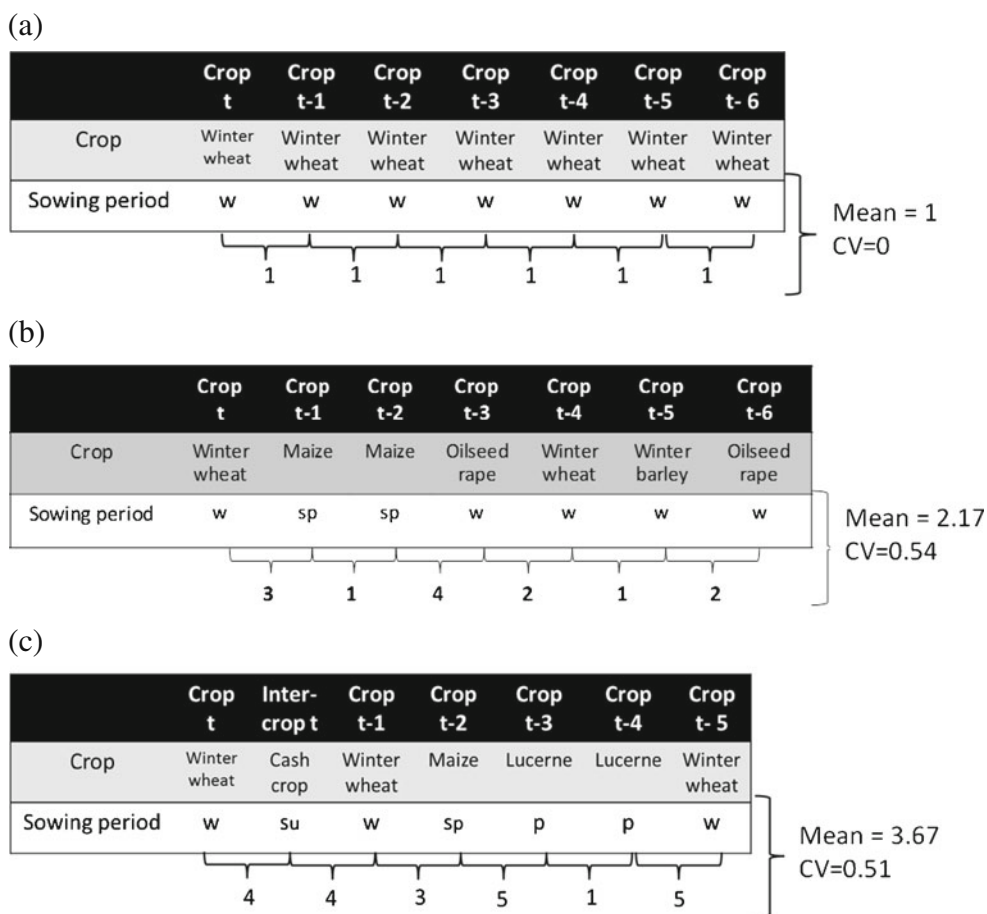 (a)
Crop t Crop t-1 Crop t-2 Crop t-3 Crop t-4 Crop t-5 Crop t- 6
Crop Winter wheat Winter wheat Winter wheat Winter wheat Winter wheat Winter wheat Winter wheat
Sowing period w w w w w w w
1 1 1 1 1 1
Mean = 1
CV=0
(b)
Crop t Crop t-1 Crop t-2 Crop t-3 Crop t-4 Crop t-5 Crop t-6
Crop Winter wheat Maize Maize Oilseed rape Winter wheat Winter barley Oilseed rape
Sowing period w sp sp w w w w
3 1 4 2 1 2
Mean = 2.17
CV=0.54
(c)
Crop t Inter-crop t Crop t-1 Crop t-2 Crop t-3 Crop t-4 Crop t- 5
Crop Winter wheat Cash crop Winter wheat Maize Lucerne Lucerne Winter wheat
Sowing period w su w sp p p w
4 4 3 5 1 5
Mean = 3.67
CV=0.51